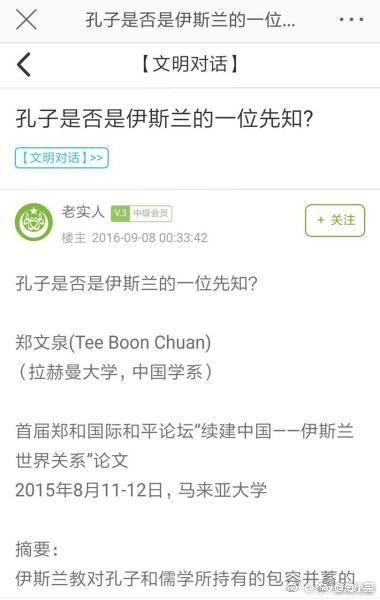 孔子是否是伊斯兰的一位...
【文明对话】
孔子是否是伊斯兰的一位先知?
【文明对话】>>
老实人 V.3 中级会员
+ 关注
楼主 2016-09-08 00:33:42
孔子是否是伊斯兰的一位先知?
郑文泉(Tee Boon Chuan)
（拉赫曼大学，中国学系）
首届郑和国际和平论坛“续建中国——伊斯兰
世界关系”论文
2015年8月11-12日，马来亚大学
摘要：
伊斯兰教对孔子和儒学所持有的包容并蓄的